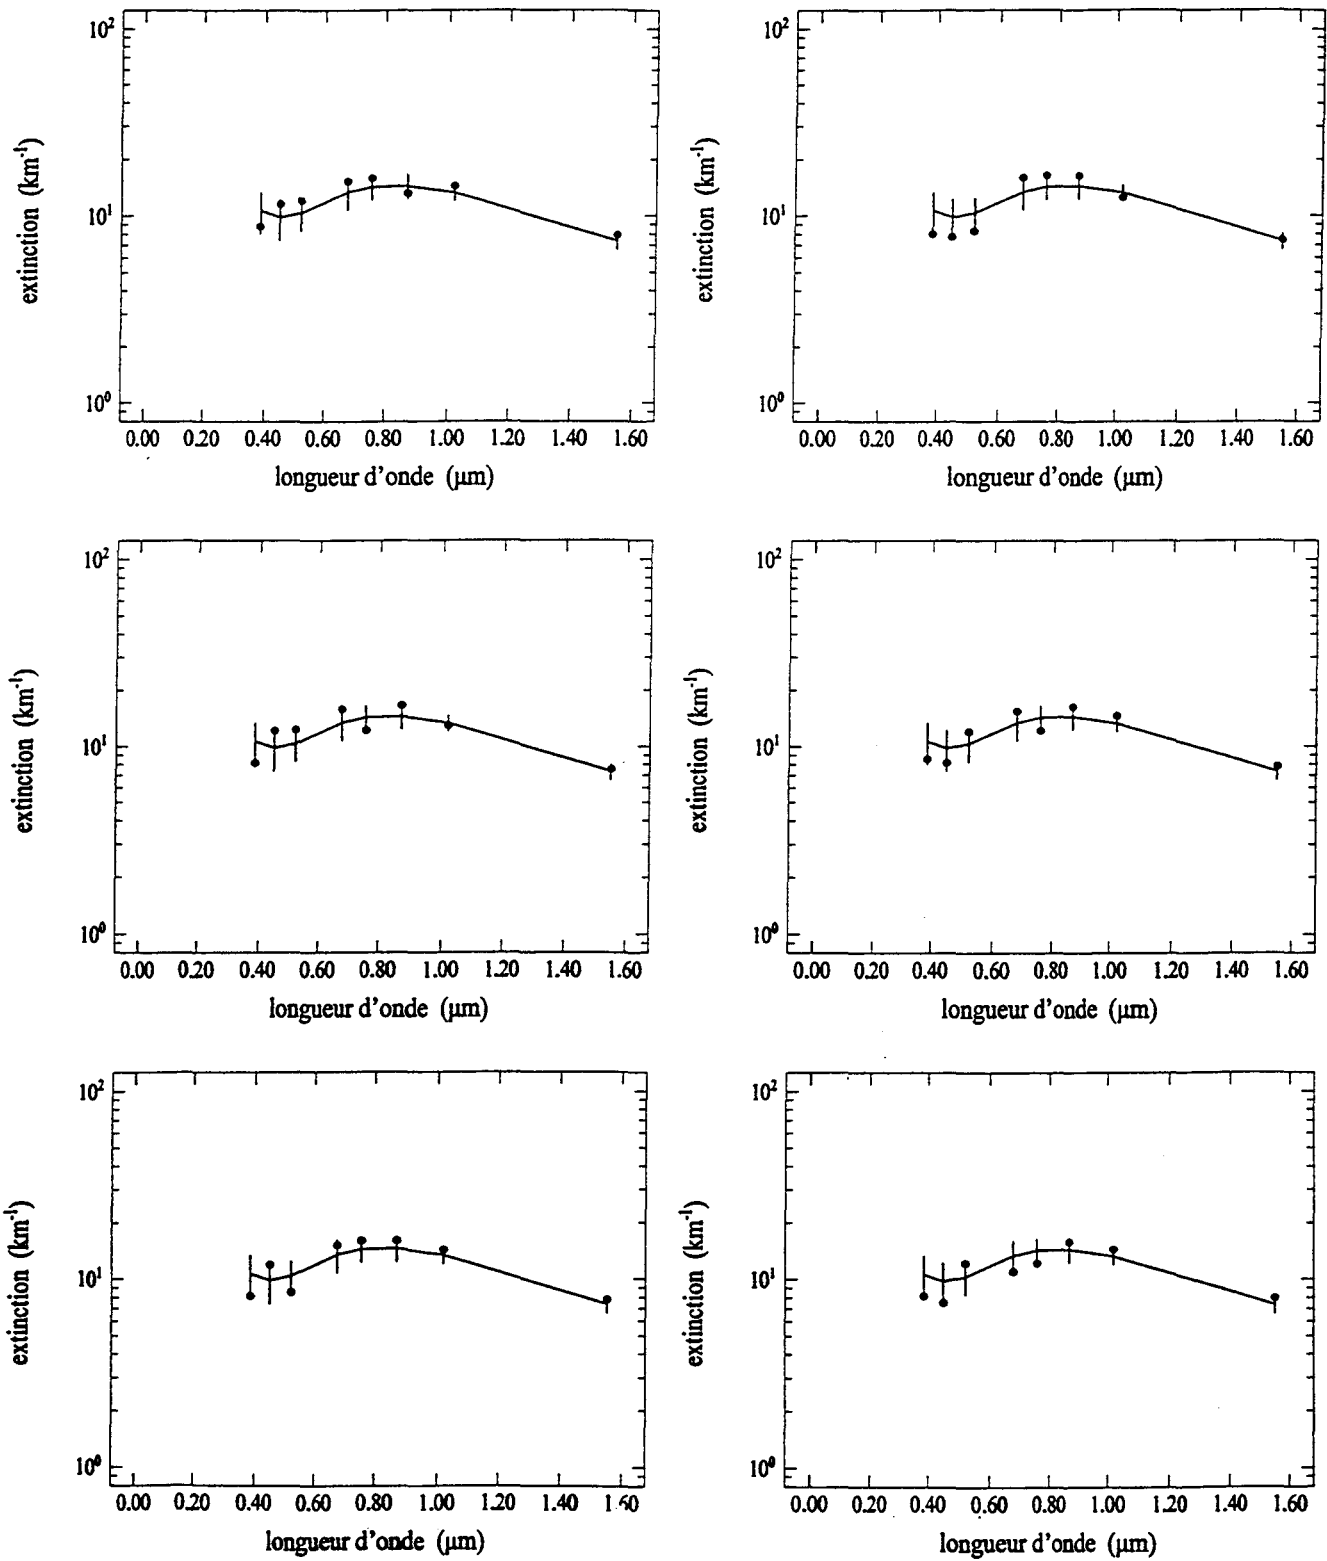 10² 10²
extinction (km⁻¹) extinction (km⁻¹)
10¹ 10¹
10⁰ 10⁰
0.00 0.20 0.40 0.60 0.80 1.00 1.20 1.40 1.60 0.00 0.20 0.40 0.60 0.80 1.00 1.20 1.40 1.60
longueur d'onde (μm) longueur d'onde (μm)
10² 10²
extinction (km⁻¹) extinction (km⁻¹)
10¹ 10¹
10⁰ 10⁰
0.00 0.20 0.40 0.60 0.80 1.00 1.20 1.40 1.60 0.00 0.20 0.40 0.60 0.80 1.00 1.20 1.40 1.60
longueur d'onde (μm) longueur d'onde (μm)
10² 10²
extinction (km⁻¹) extinction (km⁻¹)
10¹ 10¹
10⁰ 10⁰
0.00 0.20 0.40 0.60 0.80 1.00 1.20 1.40 1.60 0.00 0.20 0.40 0.60 0.80 1.00 1.20 1.40 1.60
longueur d'onde (μm) longueur d'onde (μm)